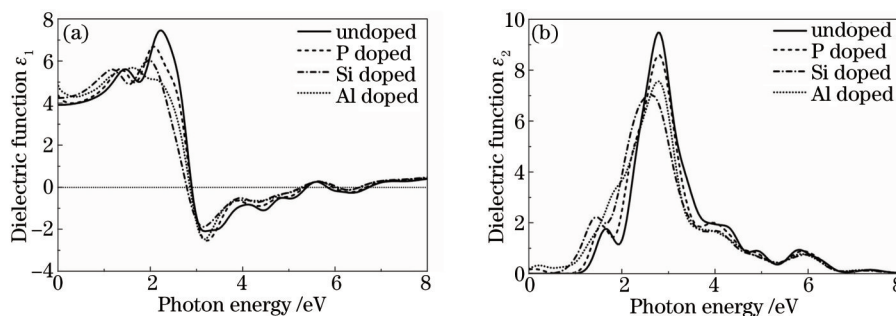 (a)
undoped
P doped
Si doped
Al doped
Dielectric function ε1
8
6
4
2
0
−2
−4
0 2 4 6 8
Photon energy /eV
(b)
undoped
P doped
Si doped
Al doped
Dielectric function ε2
10
8
6
4
2
0
0 2 4 6 8
Photon energy /eV